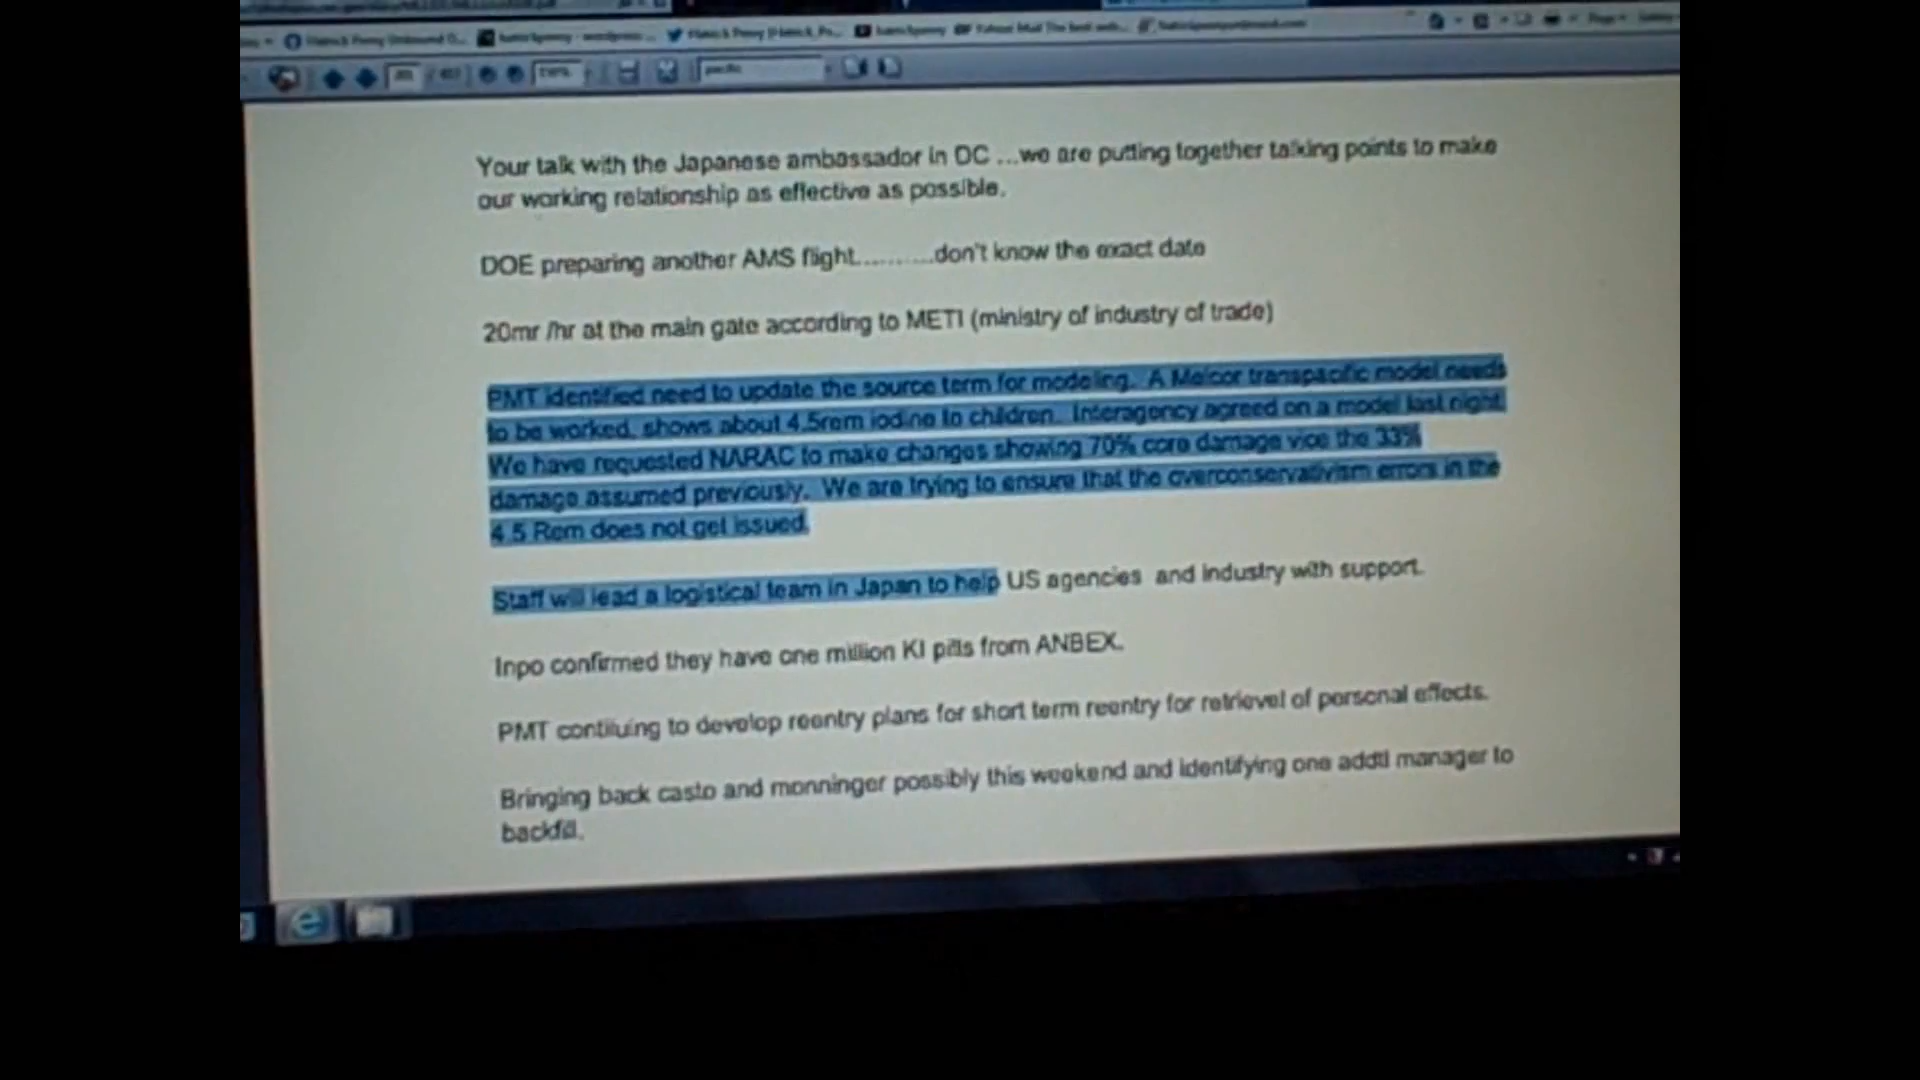 Your talk with the Japanese ambassador in DC ...we are putting together talking points to make
our working relationship as effective as possible.
DOE preparing another AMS flight..........don't know the exact date
20mr /hr at the main gate according to METI (ministry of industry of trade)
PMT identified need to update the source term for modeling. A Melcor transpacific model needs
to be worked, shows about 4.5rem iodine to children. Interagency agreed on a model last night.
We have requested NARAC to make changes showing 70% core damage vice the 33%
damage assumed previously. We are trying to ensure that the overconservativism errors in the
4.5 Rem does not get issued.
Staff will lead a logistical team in Japan to help US agencies and industry with support.
Inpo confirmed they have one million KI pills from ANBEX.
PMT contiiuing to develop reentry plans for short term reentry for retrievel of personal effects.
Bringing back casto and monninger possibly this weekend and identifying one addtl manager to
backfill.